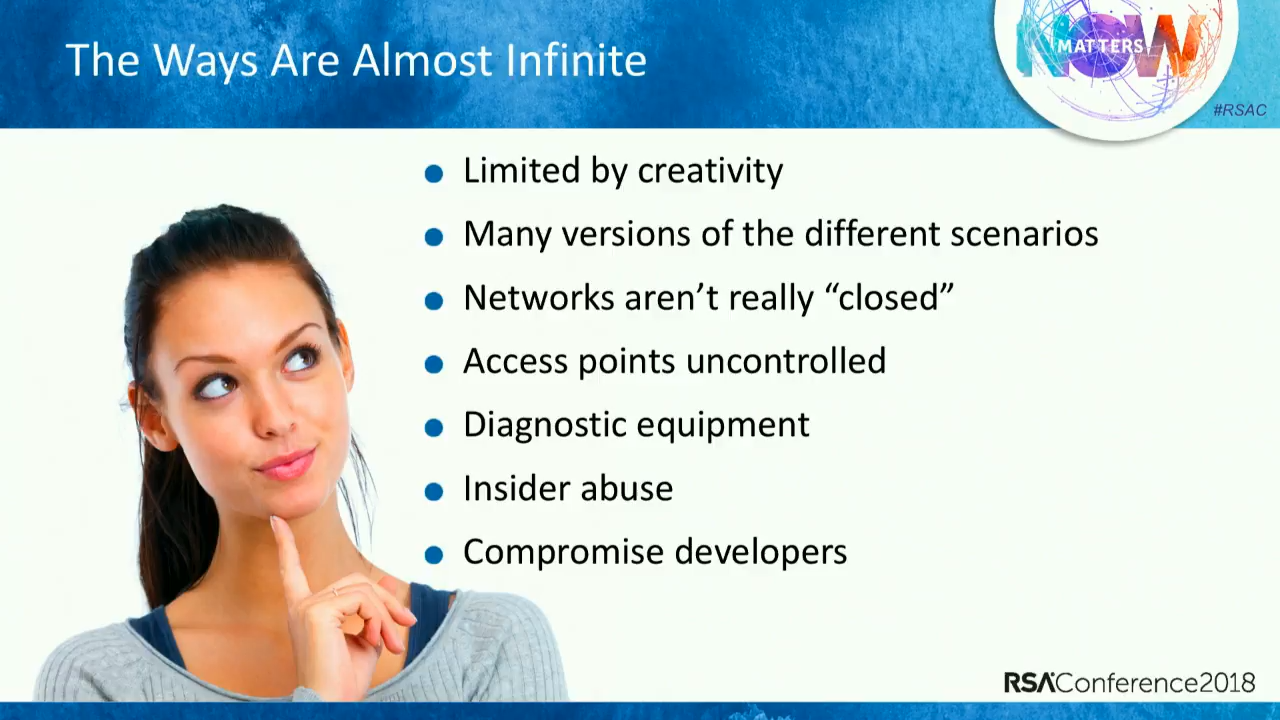 The Ways Are Almost Infinite
NOW
MATTERS
#RSAC
Limited by creativity
Many versions of the different scenarios
Networks aren’t really “closed”
Access points uncontrolled
Diagnostic equipment
Insider abuse
Compromise developers
RSAConference2018